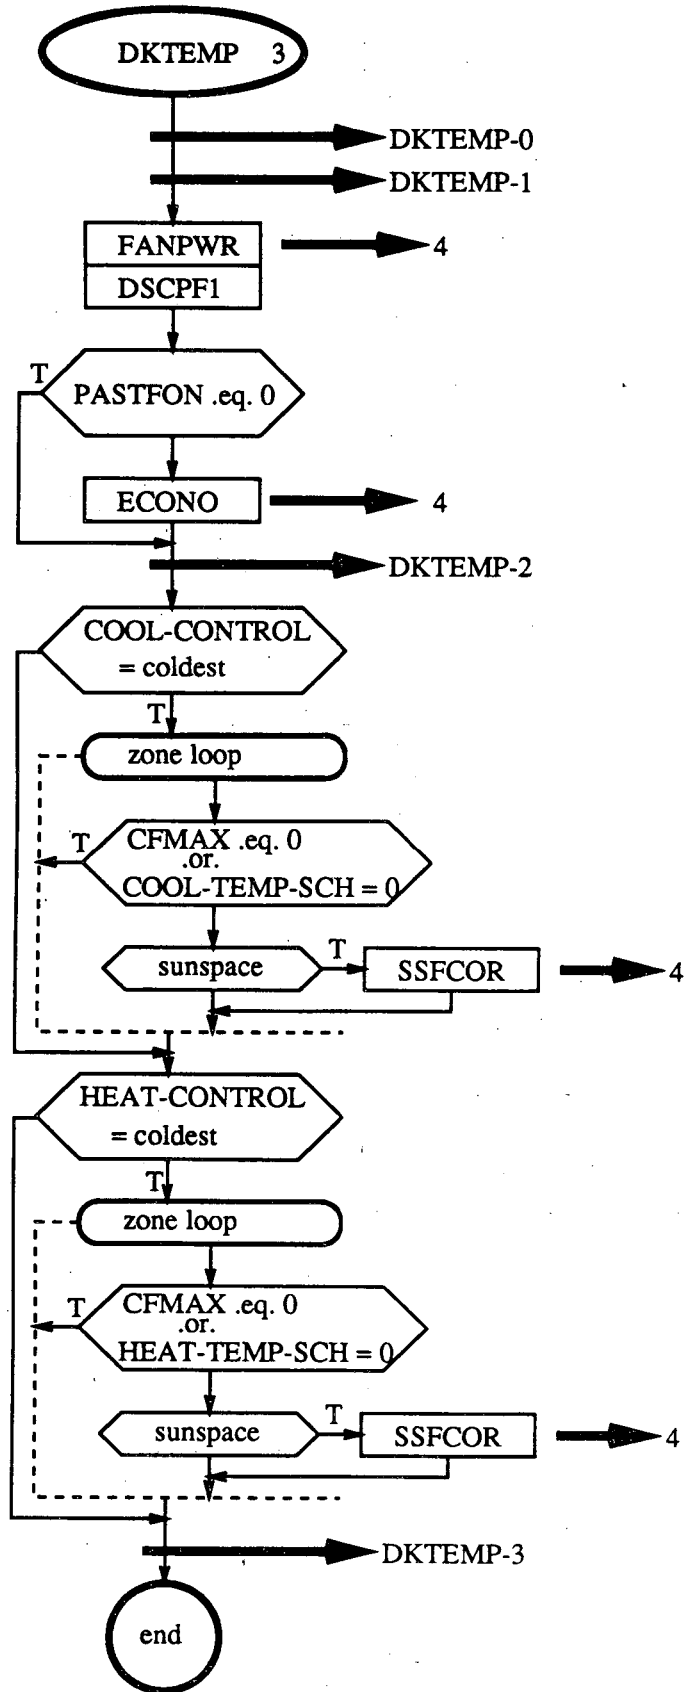 DKTEMP 3
DKTEMP-0
DKTEMP-1
FANPWR
4
DSCPF1
T
PASTFON .eq. 0
ECONO
4
DKTEMP-2
COOL-CONTROL
= coldest
T
zone loop
T
CFMAX .eq. 0
.or.
COOL-TEMP-SCH = 0
sunspace
T
SSFCOR
4
HEAT-CONTROL
= coldest
T
zone loop
T
CFMAX .eq. 0
.or.
HEAT-TEMP-SCH = 0
sunspace
T
SSFCOR
4
DKTEMP-3
end